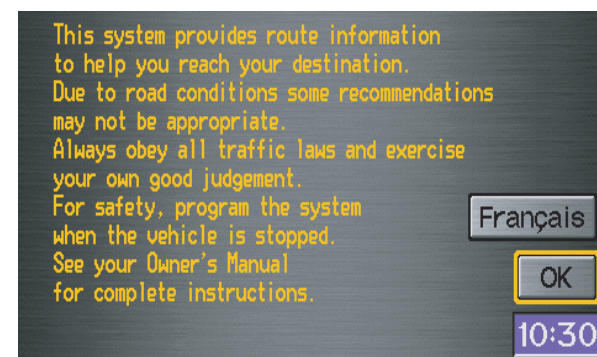 This system provides route information
to help you reach your destination.
Due to road conditions some recommendations
may not be appropriate.
Always obey all traffic laws and exercise
your own good judgement.
For safety, program the system
when the vehicle is stopped.
See your Owner's Manual
for complete instructions.
Français
OK
10:30